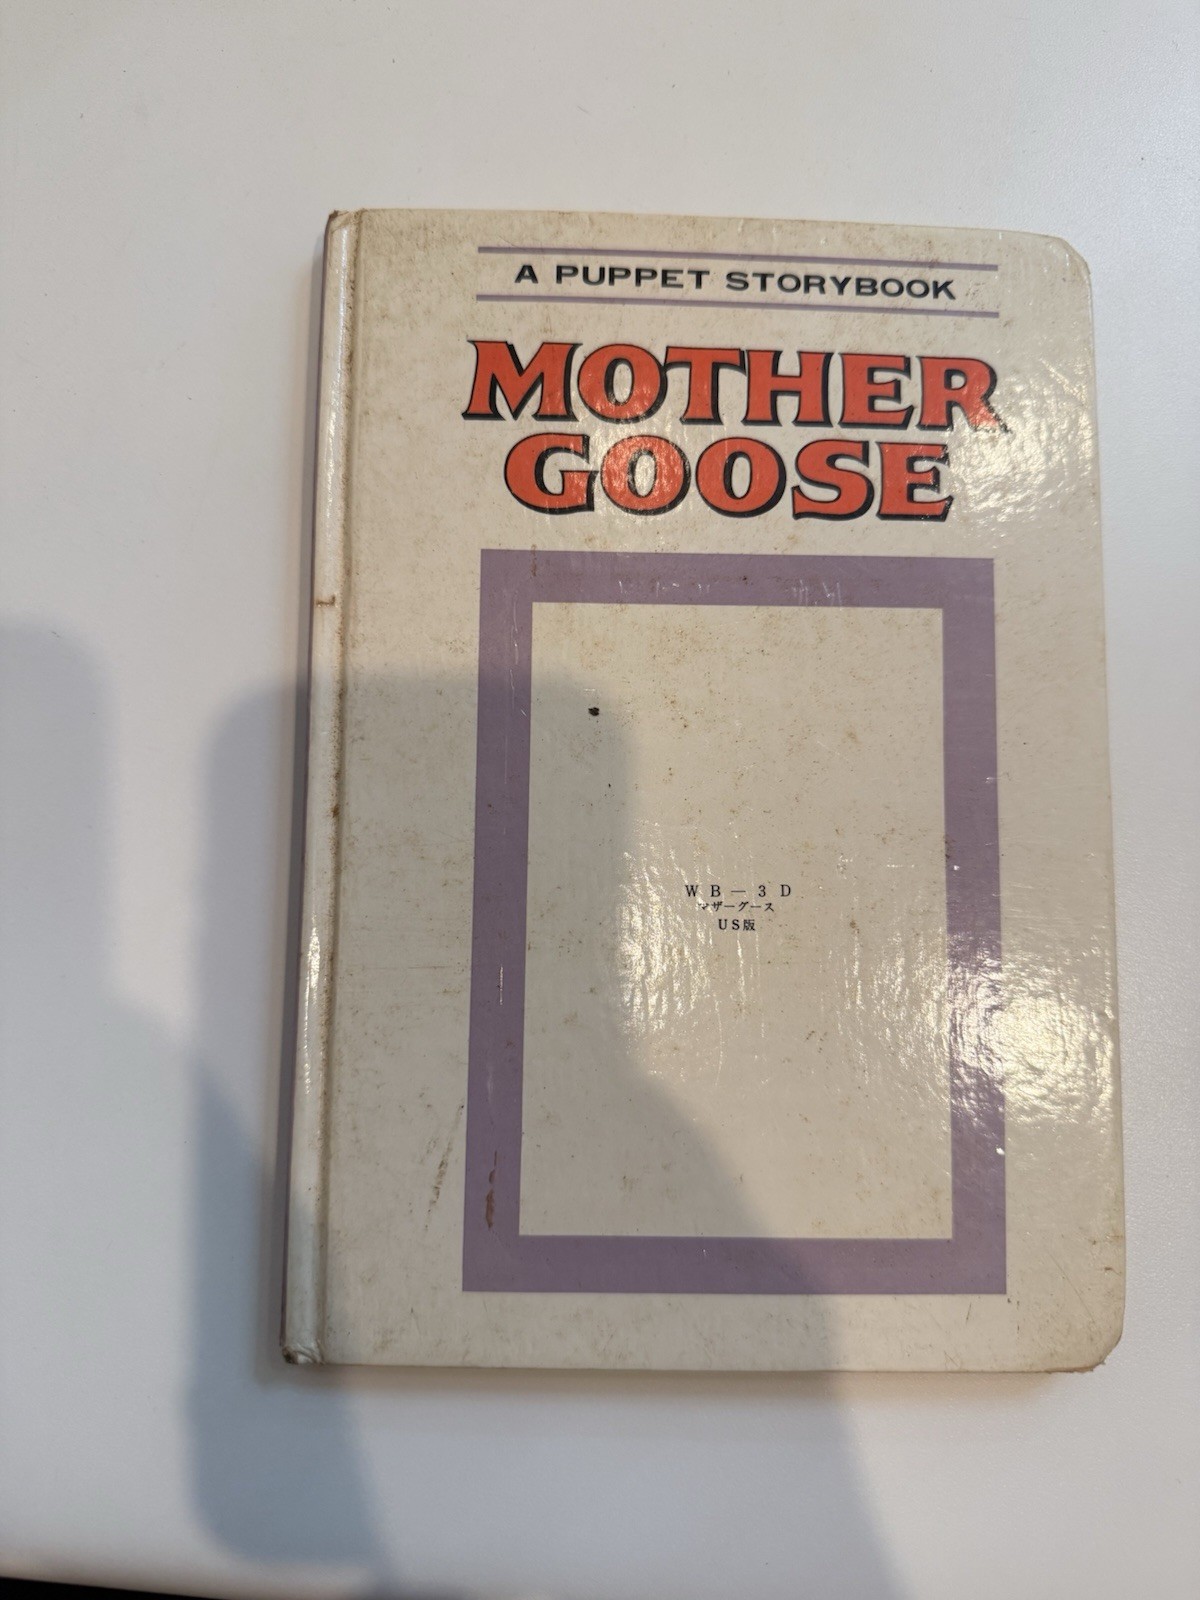 A PUPPET STORYBOOK
MOTHER
GOOSE
WB—3D
マザーグース
US版